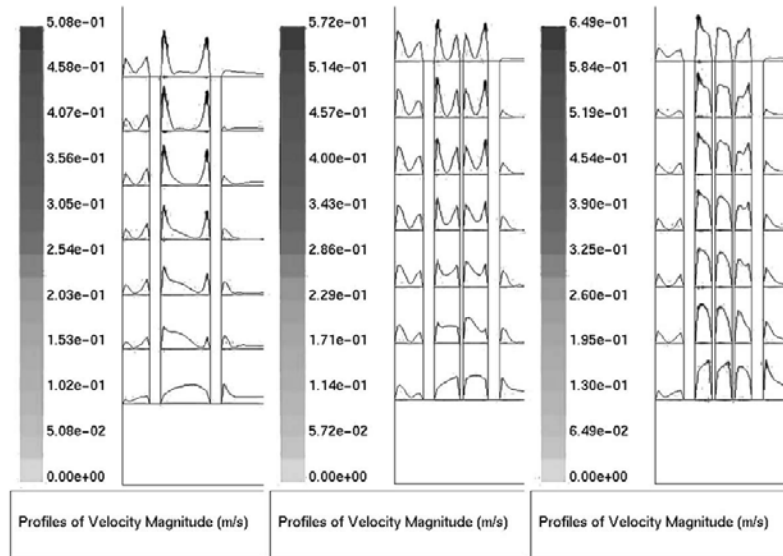 5.08e-01
4.58e-01
4.07e-01
3.56e-01
3.05e-01
2.54e-01
2.03e-01
1.53e-01
1.02e-01
5.08e-02
0.00e+00
Profiles of Velocity Magnitude (m/s)
5.72e-01
5.14e-01
4.57e-01
4.00e-01
3.43e-01
2.86e-01
2.29e-01
1.71e-01
1.14e-01
5.72e-02
0.00e+00
Profiles of Velocity Magnitude (m/s)
6.49e-01
5.84e-01
5.19e-01
4.54e-01
3.90e-01
3.25e-01
2.60e-01
1.95e-01
1.30e-01
6.49e-02
0.00e+00
Profiles of Velocity Magnitude (m/s)